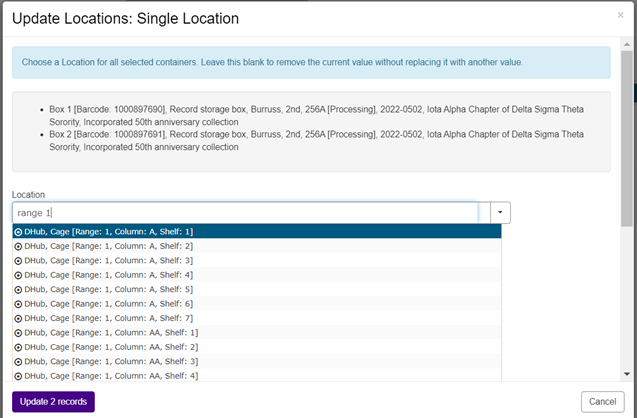 Update Locations: Single Location
×
Choose a Location for all selected containers. Leave this blank to remove the current value without replacing it with another value.
• Box 1 [Barcode: 1000897690], Record storage box, Burruss, 2nd, 256A [Processing], 2022-0502, Iota Alpha Chapter of Delta Sigma Theta
Sorority, Incorporated 50th anniversary collection
• Box 2 [Barcode: 1000897691], Record storage box, Burruss, 2nd, 256A [Processing], 2022-0502, Iota Alpha Chapter of Delta Sigma Theta
Sorority, Incorporated 50th anniversary collection
Location
range 1
DHub, Cage [Range: 1, Column: A, Shelf: 1]
DHub, Cage [Range: 1, Column: A, Shelf: 2]
DHub, Cage [Range: 1, Column: A, Shelf: 3]
DHub, Cage [Range: 1, Column: A, Shelf: 4]
DHub, Cage [Range: 1, Column: A, Shelf: 5]
DHub, Cage [Range: 1, Column: A, Shelf: 6]
DHub, Cage [Range: 1, Column: A, Shelf: 7]
DHub, Cage [Range: 1, Column: AA, Shelf: 1]
DHub, Cage [Range: 1, Column: AA, Shelf: 2]
DHub, Cage [Range: 1, Column: AA, Shelf: 3]
DHub, Cage [Range: 1, Column: AA, Shelf: 4]
Update 2 records
Cancel